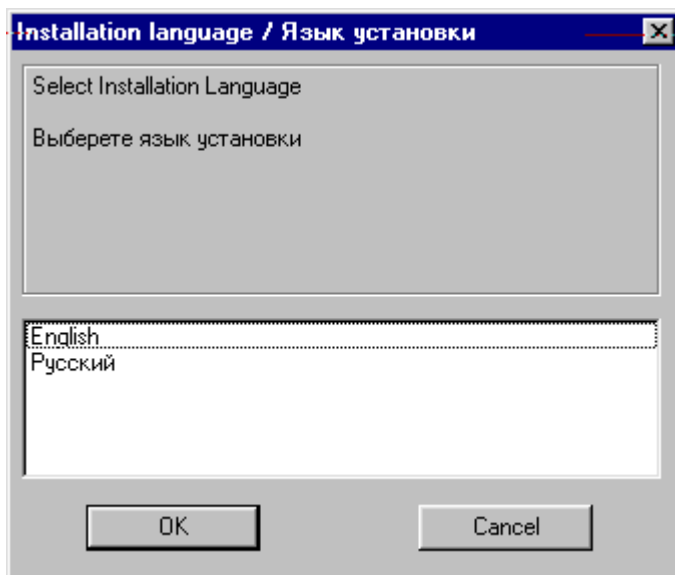 Installation language / Язык установки
Select Installation Language
Выберете язык установки
English
Русский
OK
Cancel